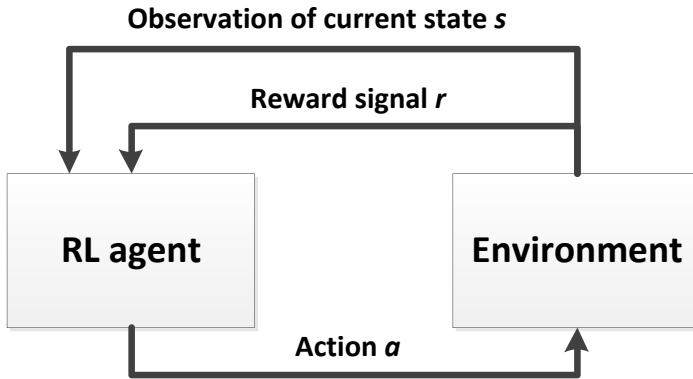 Observation of current state s
Reward signal r
RL agent
Environment
Action a